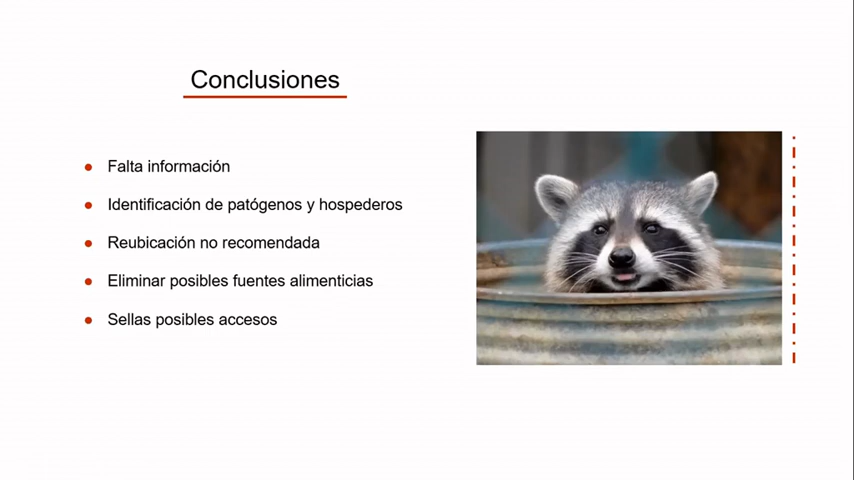 Conclusiones
Falta información
Identificación de patógenos y hospederos
Reubicación no recomendada
Eliminar posibles fuentes alimenticias
Sellas posibles accesos